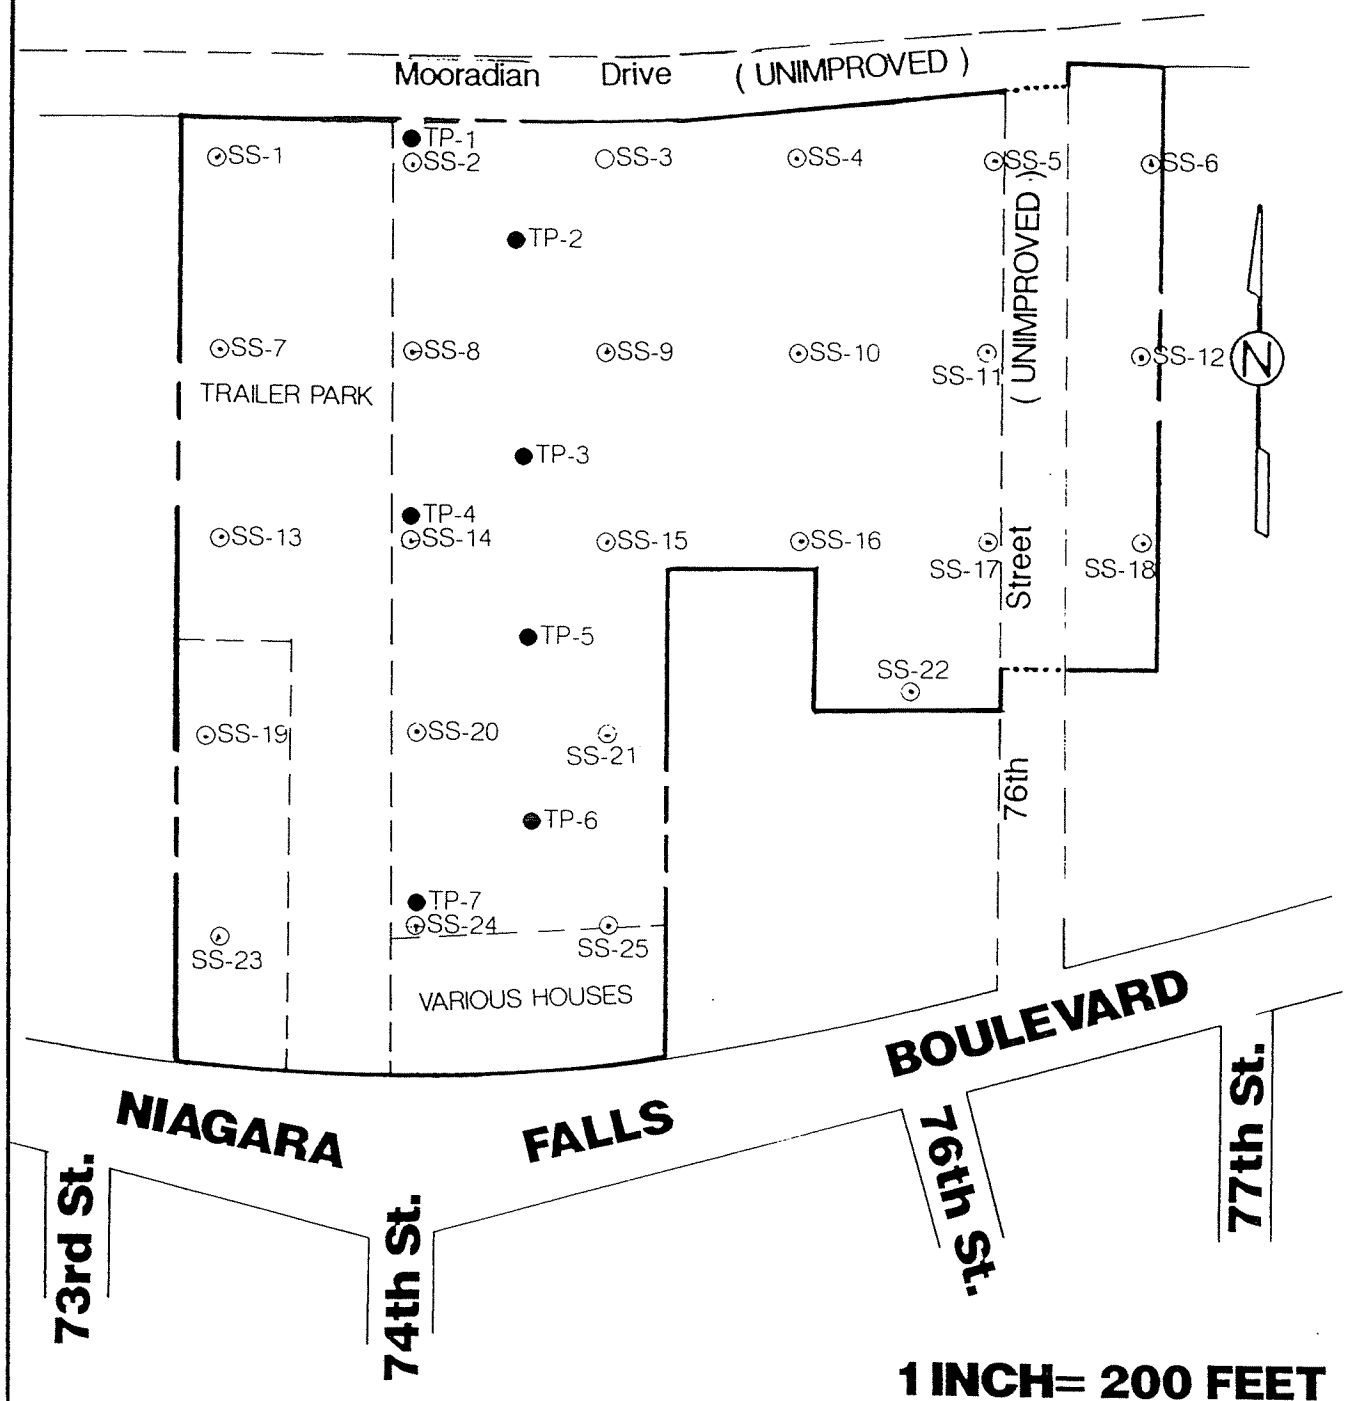 Mooradian Drive ( UNIMPROVED )
TP-1
SS-1
SS-2
SS-3
SS-4
SS-5
SS-6
TP-2
( UNIMPROVED )
SS-7
SS-8
SS-9
SS-10
SS-11
SS-12
N
TRAILER PARK
TP-3
TP-4
SS-13
SS-14
SS-15
SS-16
SS-17
SS-18
76th Street
TP-5
SS-22
SS-19
SS-20
SS-21
TP-6
TP-7
SS-24
SS-23
SS-25
VARIOUS HOUSES
NIAGARA FALLS BOULEVARD
73rd St.
74th St.
76th St.
77th St.
1 INCH= 200 FEET